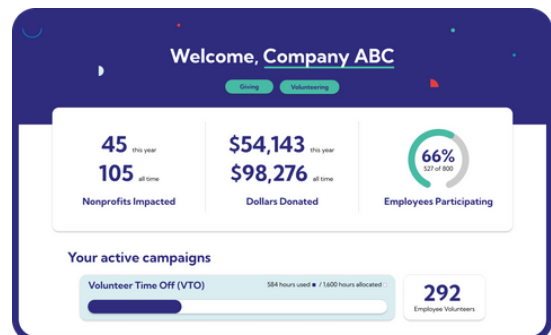 Welcome, Company ABC
Giving Volunteering
45 this year
105 all time
Nonprofits Impacted
$54,143 this year
$98,276 all time
Dollars Donated
66%
527 of 800
Employees Participating
Your active campaigns
Volunteer Time Off (VTO) 584 hours used / 1,600 hours allocated
292
Employee Volunteers